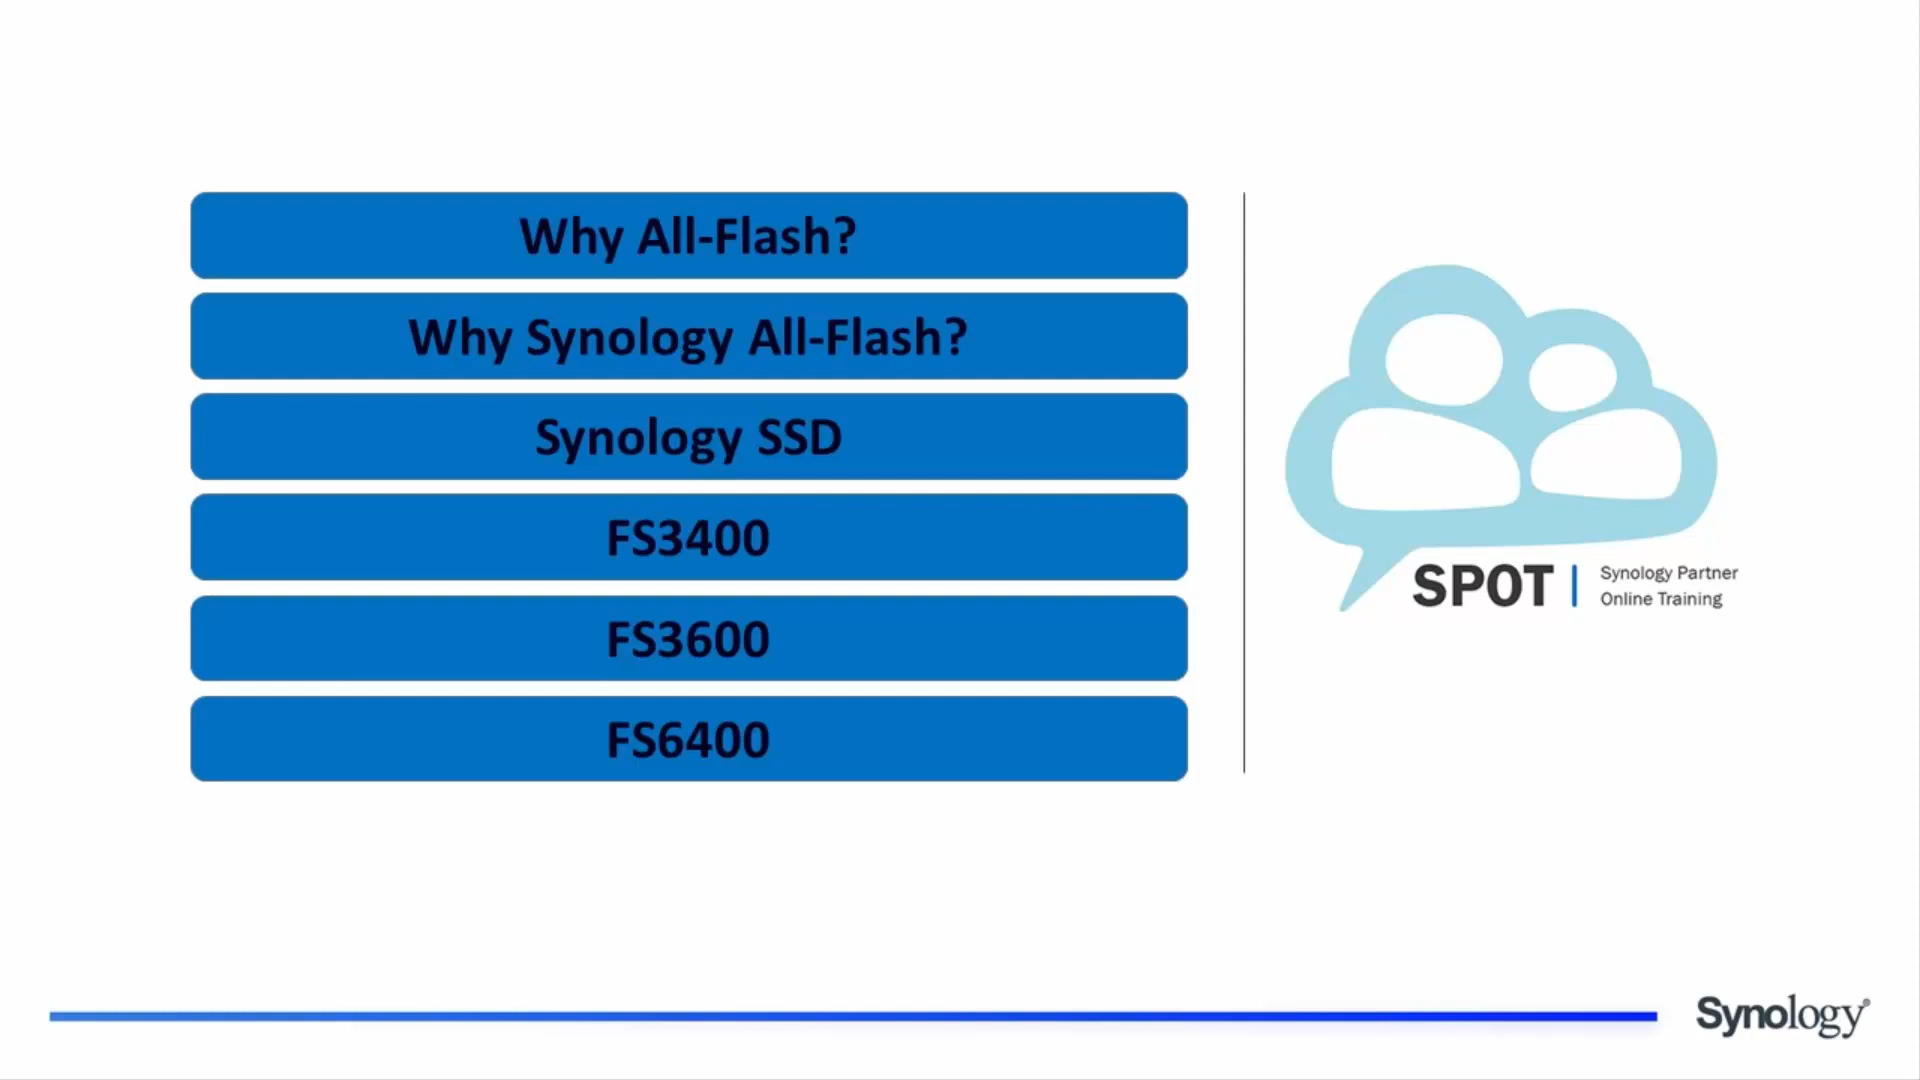 Why All-Flash?
Why Synology All-Flash?
Synology SSD
FS3400
FS3600
FS6400
SPOT | Synology Partner
Online Training
Synology®